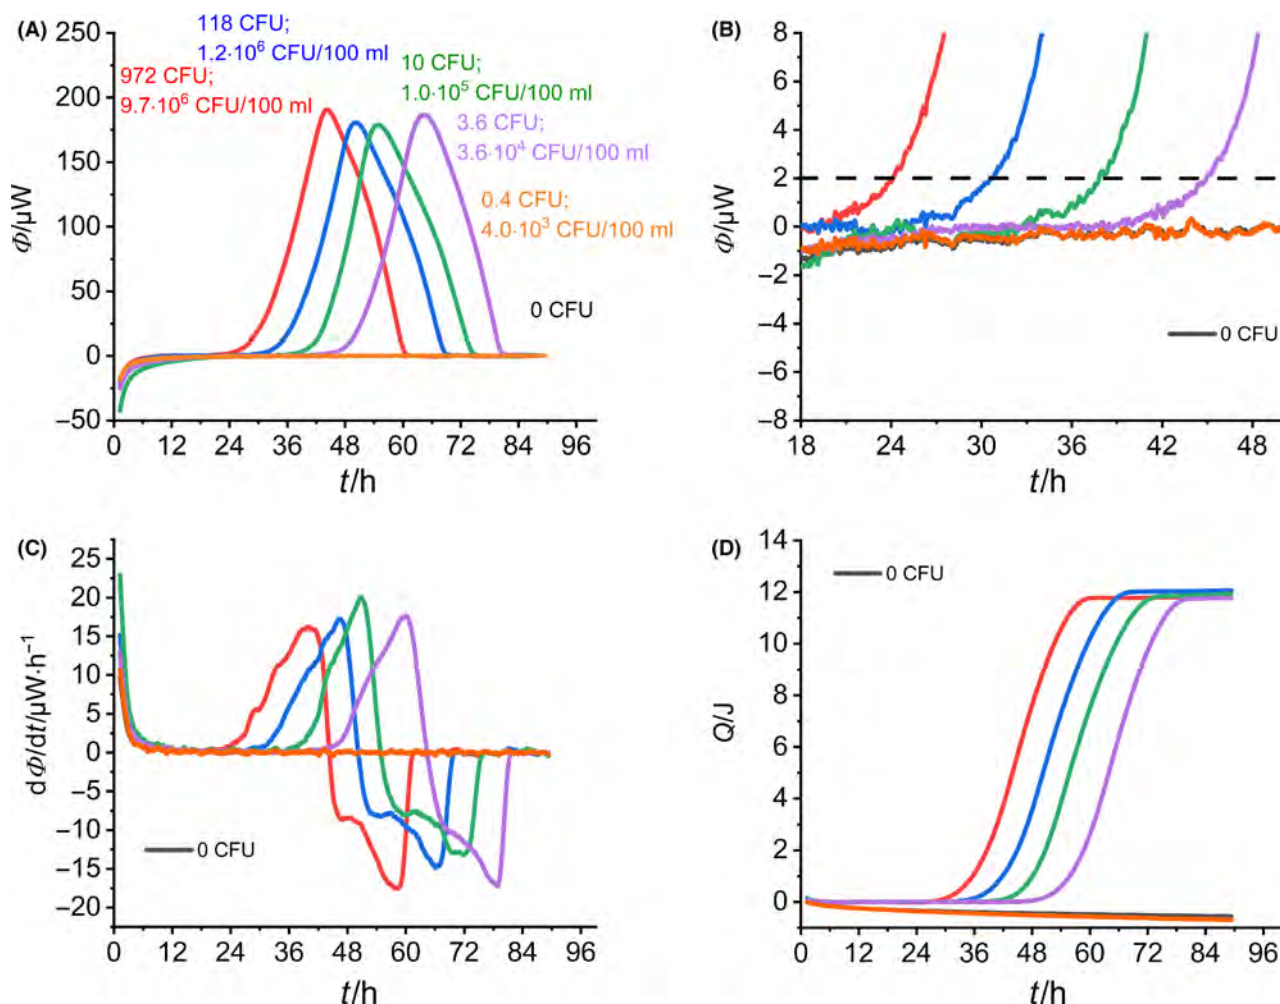 (A)
250
200
150
100
50
0
–50
Φ/µW
118 CFU;
1.2·10⁶ CFU/100 ml
972 CFU;
9.7·10⁶ CFU/100 ml
10 CFU;
1.0·10⁵ CFU/100 ml
3.6 CFU;
3.6·10⁴ CFU/100 ml
0.4 CFU;
4.0·10³ CFU/100 ml
0 CFU
0 12 24 36 48 60 72 84 96
t/h
(B)
8
6
4
2
0
–2
–4
–6
–8
Φ/µW
0 CFU
18 24 30 36 42 48
t/h
(C)
25
20
15
10
5
0
–5
–10
–15
–20
dΦ/dt/µW·h⁻¹
0 CFU
0 12 24 36 48 60 72 84 96
t/h
(D)
14
12
10
8
6
4
2
0
Q/J
0 CFU
0 12 24 36 48 60 72 84 96
t/h